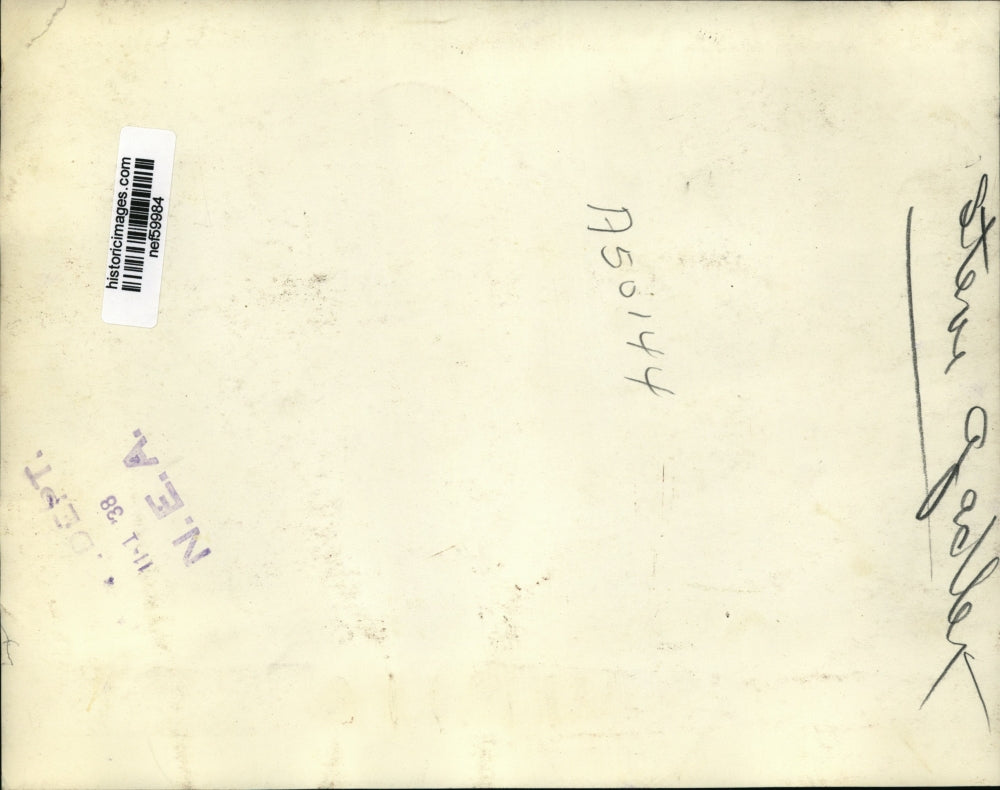 historicimages.com
nef59984
A50144
N.E.A.
11-1 '38
DEPT.